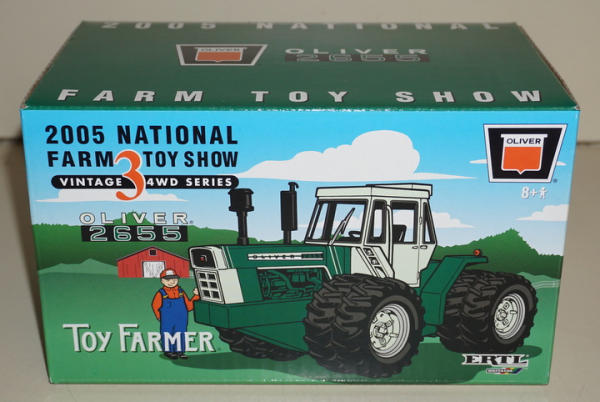 2005 NATIONAL
OLIVER
OLIVER
2655
FARM TOY SHOW
2005 NATIONAL
FARM TOY SHOW
VINTAGE 3 4WD SERIES
OLIVER
8+
OLIVER
2655
OLIVER
TOY FARMER
ERTL